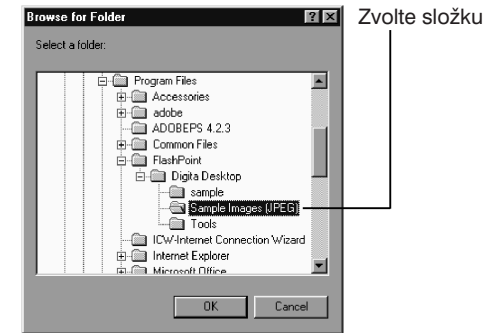 Browse for Folder
Zvolte složku
Select a folder:
Program Files
Accessories
adobe
ADOBEPS 4.2.3
Common Files
FlashPoint
Digita Desktop
sample
Sample Images (JPEG)
Tools
ICW-Internet Connection Wizard
Internet Explorer
Microsoft Office
OK Cancel